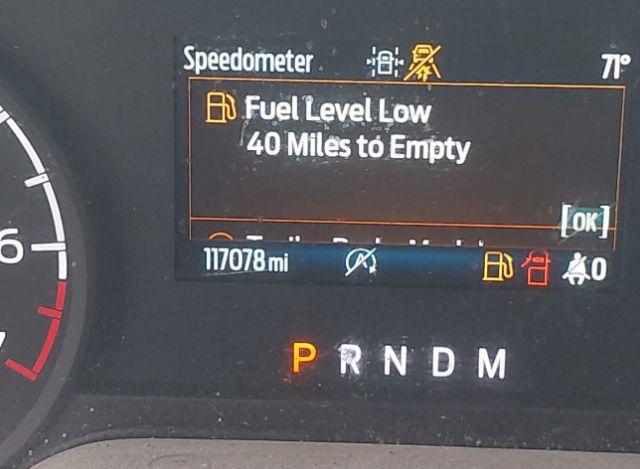 Speedometer 71°
Fuel Level Low
40 Miles to Empty
[OK]
117078 mi 0
6
P R N D M